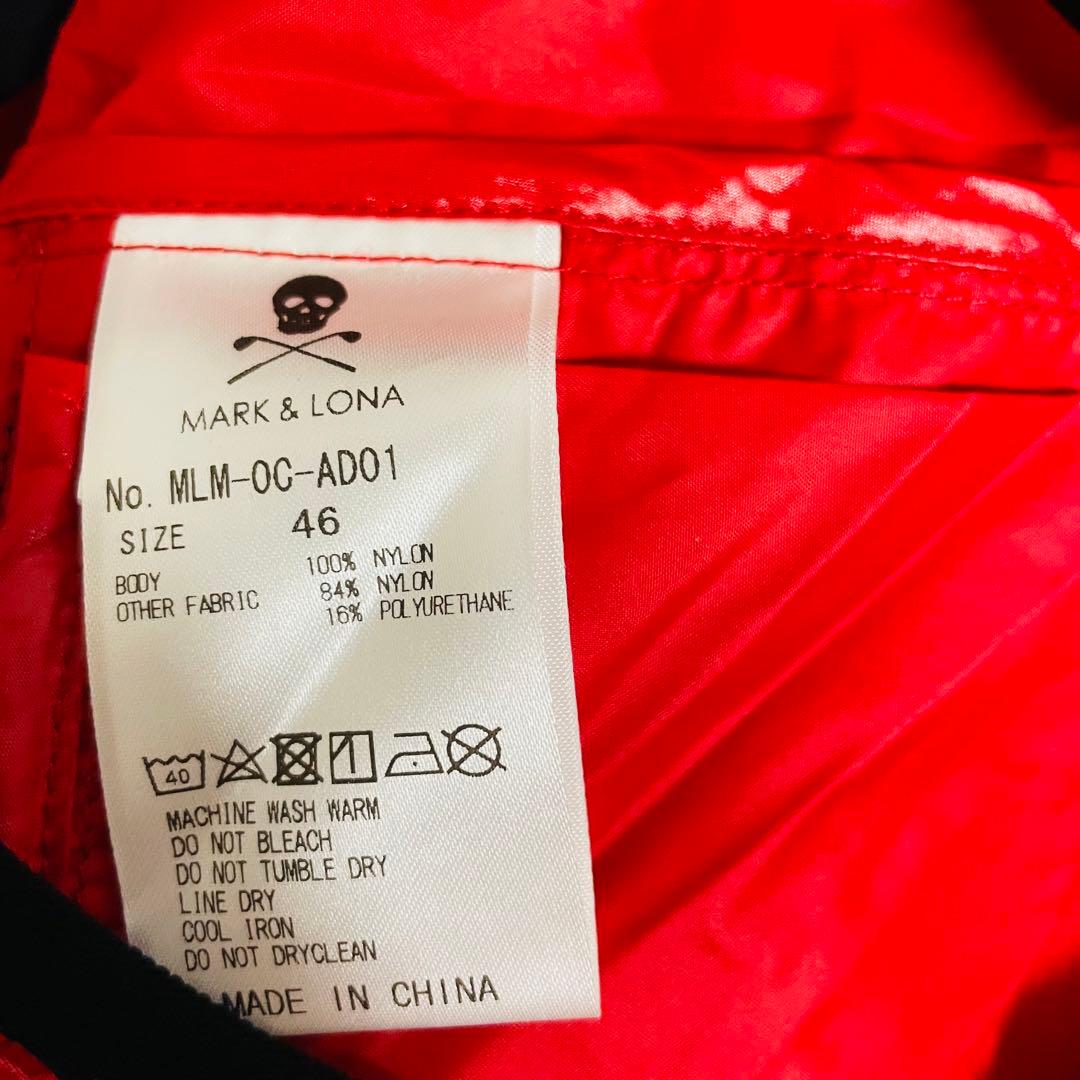 MARK & LONA
No. MLM-OC-AD01
SIZE 46
BODY 100% NYLON
OTHER FABRIC 84% NYLON
16% POLYURETHANE
40
MACHINE WASH WARM
DO NOT BLEACH
DO NOT TUMBLE DRY
LINE DRY
COOL IRON
DO NOT DRYCLEAN
MADE IN CHINA